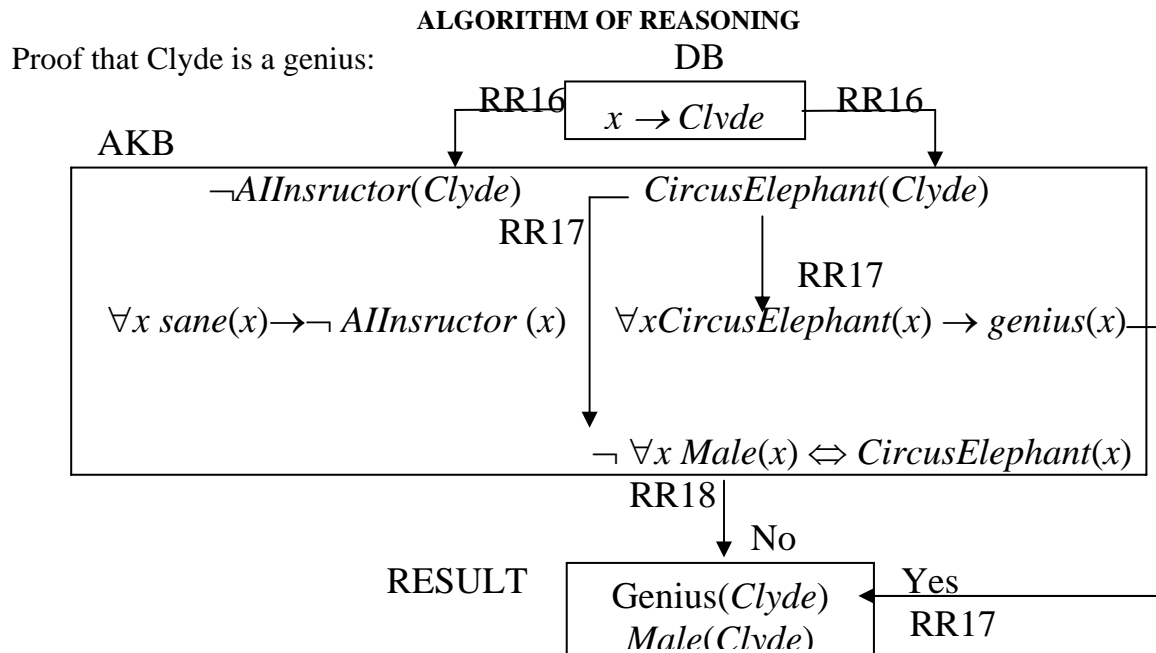 ALGORITHM OF REASONING
Proof that Clyde is a genius:
DB
RR16
RR16
x → Clyde
AKB
¬AIInsructor(Clyde)
CircusElephant(Clyde)
RR17
RR17
∀x sane(x)→¬ AIInsructor (x)
∀xCircusElephant(x) → genius(x)
¬ ∀x Male(x) ⇔ CircusElephant(x)
RR18
No
RESULT
Genius(Clyde)
Yes
Male(Clyde)
RR17